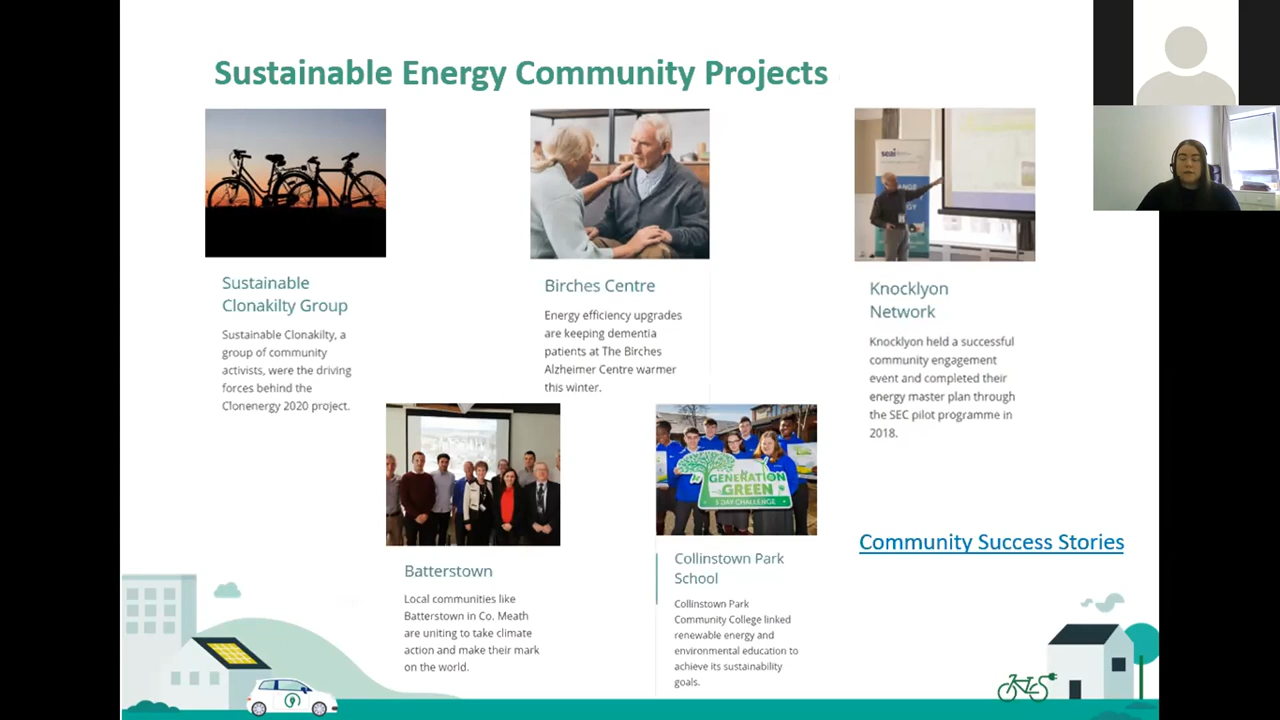 Sustainable Energy Community Projects
Sustainable
Clonakilty Group
Sustainable Clonakilty, a
group of community
activists, were the driving
forces behind the
Clonenergy 2020 project.
Birches Centre
Energy efficiency upgrades
are keeping dementia
patients at The Birches
Alzheimer Centre warmer
this winter.
seai
Knocklyon
Network
Knocklyon held a successful
community engagement
event and completed their
energy master plan through
the SEC pilot programme in
2018.
Batterstown
Local communities like
Batterstown in Co. Meath
are uniting to take climate
action and make their mark
on the world.
GENERATION
GREEN
5 DAY CHALLENGE
Collinstown Park
School
Collinstown Park
Community College linked
renewable energy and
environmental education to
achieve its sustainability
goals.
Community Success Stories